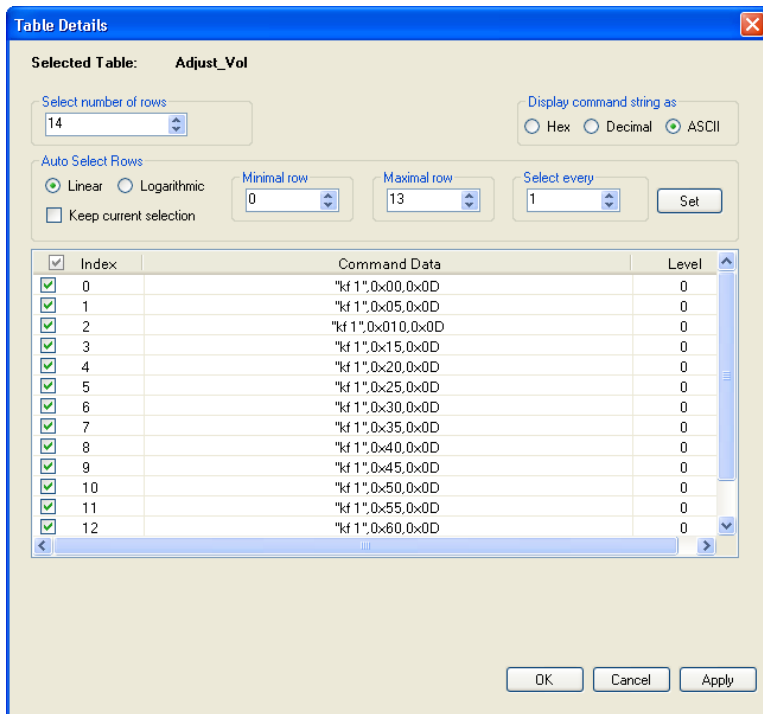 Table Details
Selected Table: Adjust_Vol
Select number of rows
14
Display command string as
Hex Decimal ASCII
Auto Select Rows
Linear Logarithmic
Keep current selection
Minimal row
0
Maximal row
13
Select every
1
Set
Index Command Data Level
0 "kf 1",0x00,0x0D 0
1 "kf 1",0x05,0x0D 0
2 "kf 1",0x010,0x0D 0
3 "kf 1",0x15,0x0D 0
4 "kf 1",0x20,0x0D 0
5 "kf 1",0x25,0x0D 0
6 "kf 1",0x30,0x0D 0
7 "kf 1",0x35,0x0D 0
8 "kf 1",0x40,0x0D 0
9 "kf 1",0x45,0x0D 0
10 "kf 1",0x50,0x0D 0
11 "kf 1",0x55,0x0D 0
12 "kf 1",0x60,0x0D 0
OK Cancel Apply